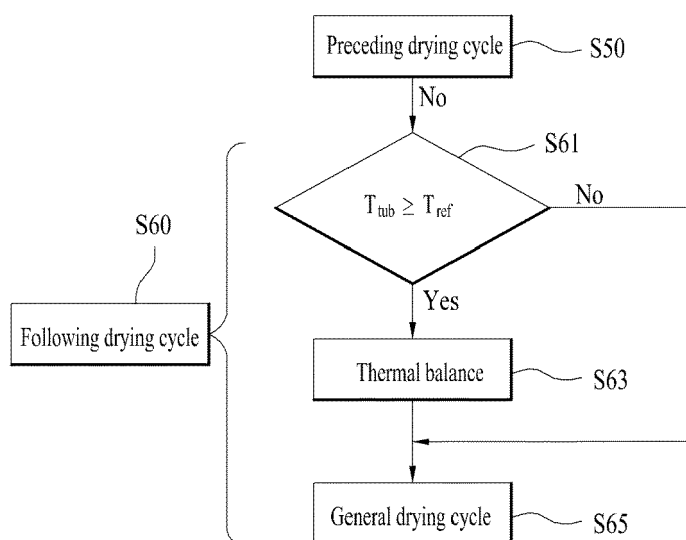 Preceding drying cycle
S50
No
S61
T_tub ≥ T_ref
No
S60
Yes
Following drying cycle
Thermal balance
S63
General drying cycle
S65